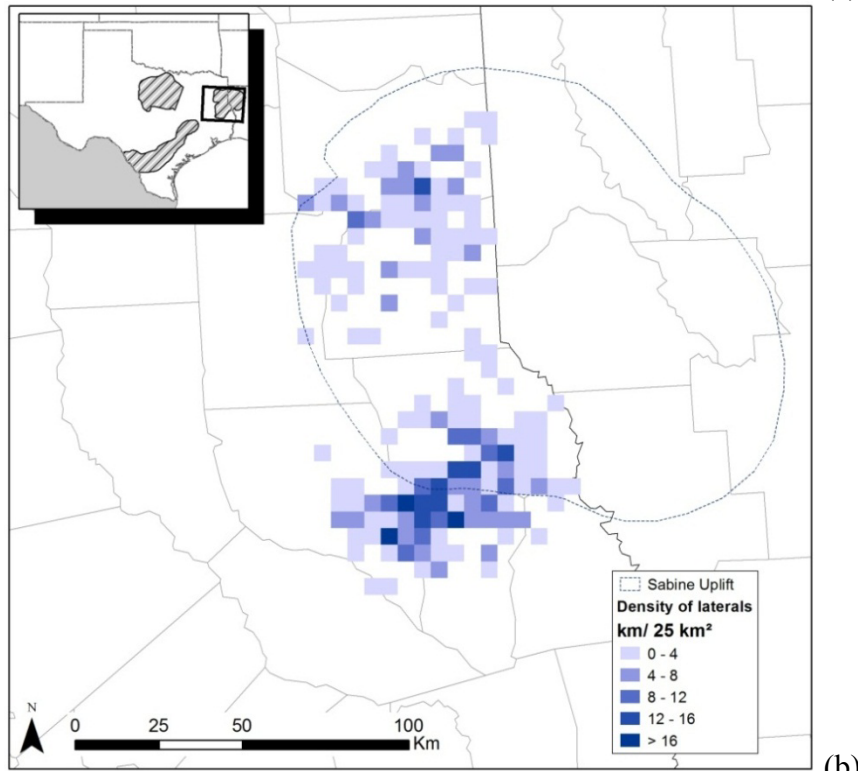 Sabine Uplift
Density of laterals
km/ 25 km²
0 - 4
4 - 8
8 - 12
12 - 16
> 16
N
0 25 50 100
Km
(b)